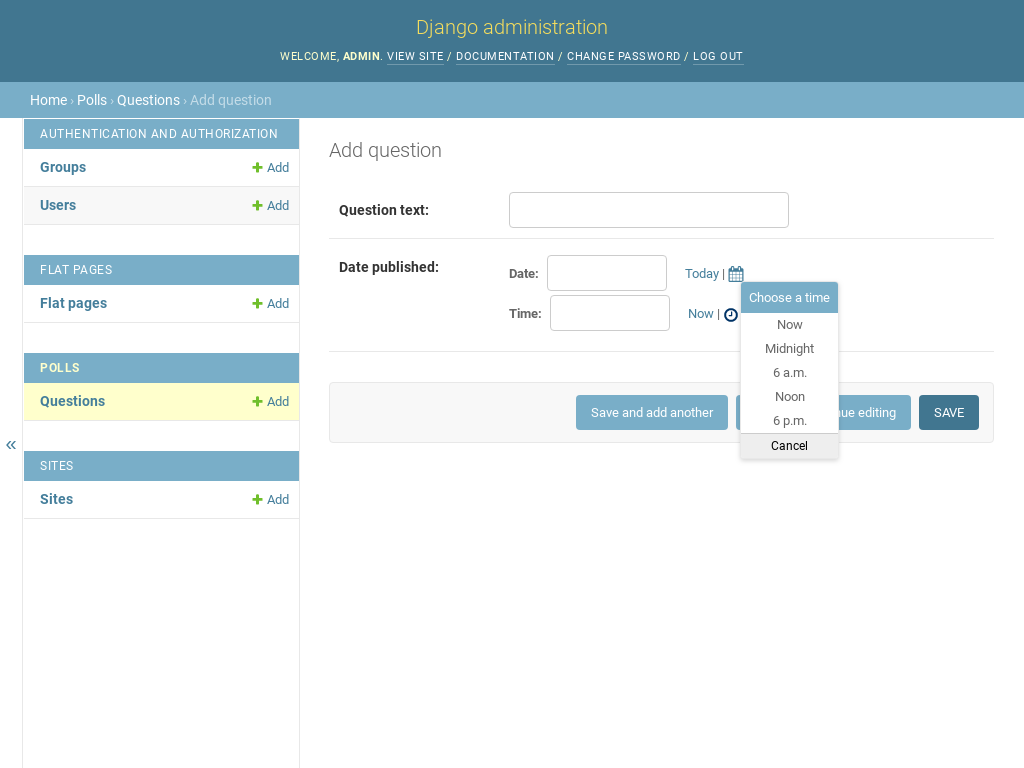 Django administration
WELCOME, ADMIN. VIEW SITE / DOCUMENTATION / CHANGE PASSWORD / LOG OUT
Home › Polls › Questions › Add question
AUTHENTICATION AND AUTHORIZATION
Groups
Add
Users
Add
FLAT PAGES
Flat pages
Add
POLLS
Questions
Add
SITES
Sites
Add
«
Add question
Question text:
Date published:
Date:
Today |
Time:
Now |
Choose a time
Now
Midnight
6 a.m.
Noon
6 p.m.
Cancel
Save and add another
editing
SAVE